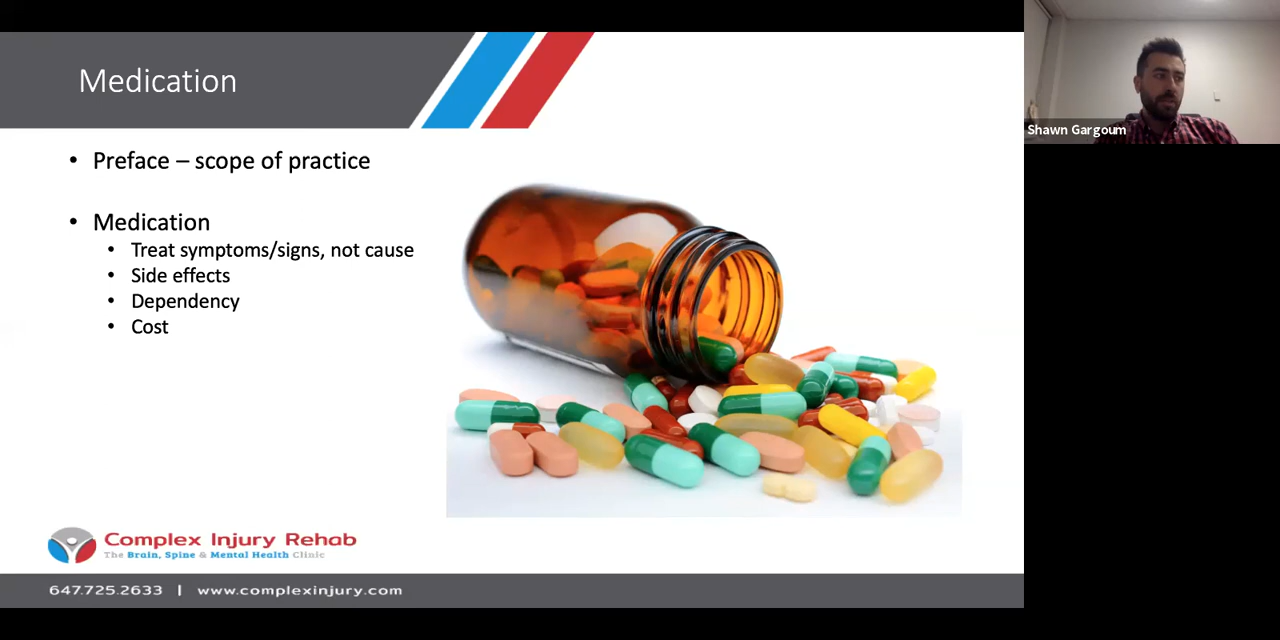 Medication
• Preface – scope of practice
• Medication
• Treat symptoms/signs, not cause
• Side effects
• Dependency
• Cost
Complex Injury Rehab
The Brain, Spine & Mental Health Clinic
647.725.2633 | www.complexinjury.com
Shawn Gargoum